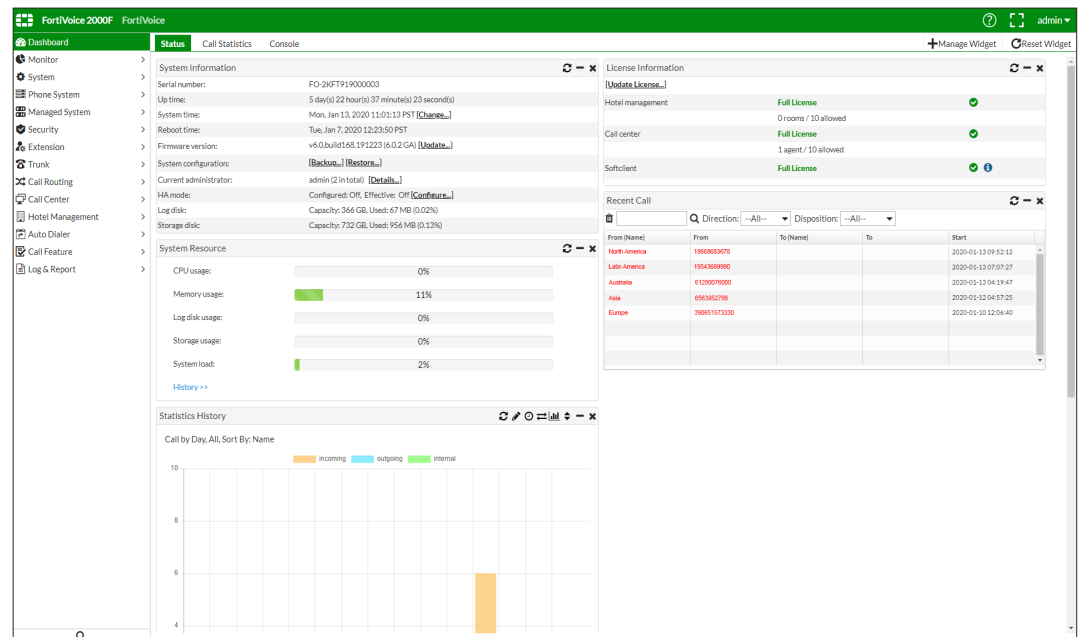 FortiVoice 2000F FortiVoice
admin
Dashboard
Monitor
System
Phone System
Managed System
Security
Extension
Trunk
Call Routing
Call Center
Hotel Management
Auto Dialer
Call Feature
Log & Report
Status Call Statistics Console
Manage Widget Reset Widget
System Information
Serial number: FO-2KFT919000003
Up time: 5 day(s) 22 hour(s) 37 minute(s) 23 second(s)
System time: Mon, Jan 13, 2020 11:01:13 PST [Change...]
Reboot time: Tue, Jan 7, 2020 12:23:50 PST
Firmware version: v6.0,build168,191223 (6.0.2 GA) [Update...]
System configuration: [Backup...] [Restore...]
Current administrator: admin (2 in total) [Details...]
HA mode: Configured: Off, Effective: Off [Configure...]
Log disk: Capacity: 366 GB, Used: 67 MB (0.02%)
Storage disk: Capacity: 732 GB, Used: 956 MB (0.13%)
System Resource
CPU usage: 0%
Memory usage: 11%
Log disk usage: 0%
Storage usage: 0%
System load: 2%
History >>
Statistics History
Call by Day, All, Sort By: Name
incoming outgoing internal
10
8
6
4
License Information
[Update License...]
Hotel management Full License
0 rooms / 10 allowed
Call center Full License
1 agent / 10 allowed
Softclient Full License
Recent Call
Direction: --All-- Disposition: --All--
From (Name) From To (Name) To Start
North America 18668683678 2020-01-13 09:52:12
Latin America 19543689990 2020-01-13 07:07:27
Australia 61280076000 2020-01-13 04:19:47
Asia 6563952788 2020-01-12 04:57:25
Europe 390651573330 2020-01-10 12:06:40